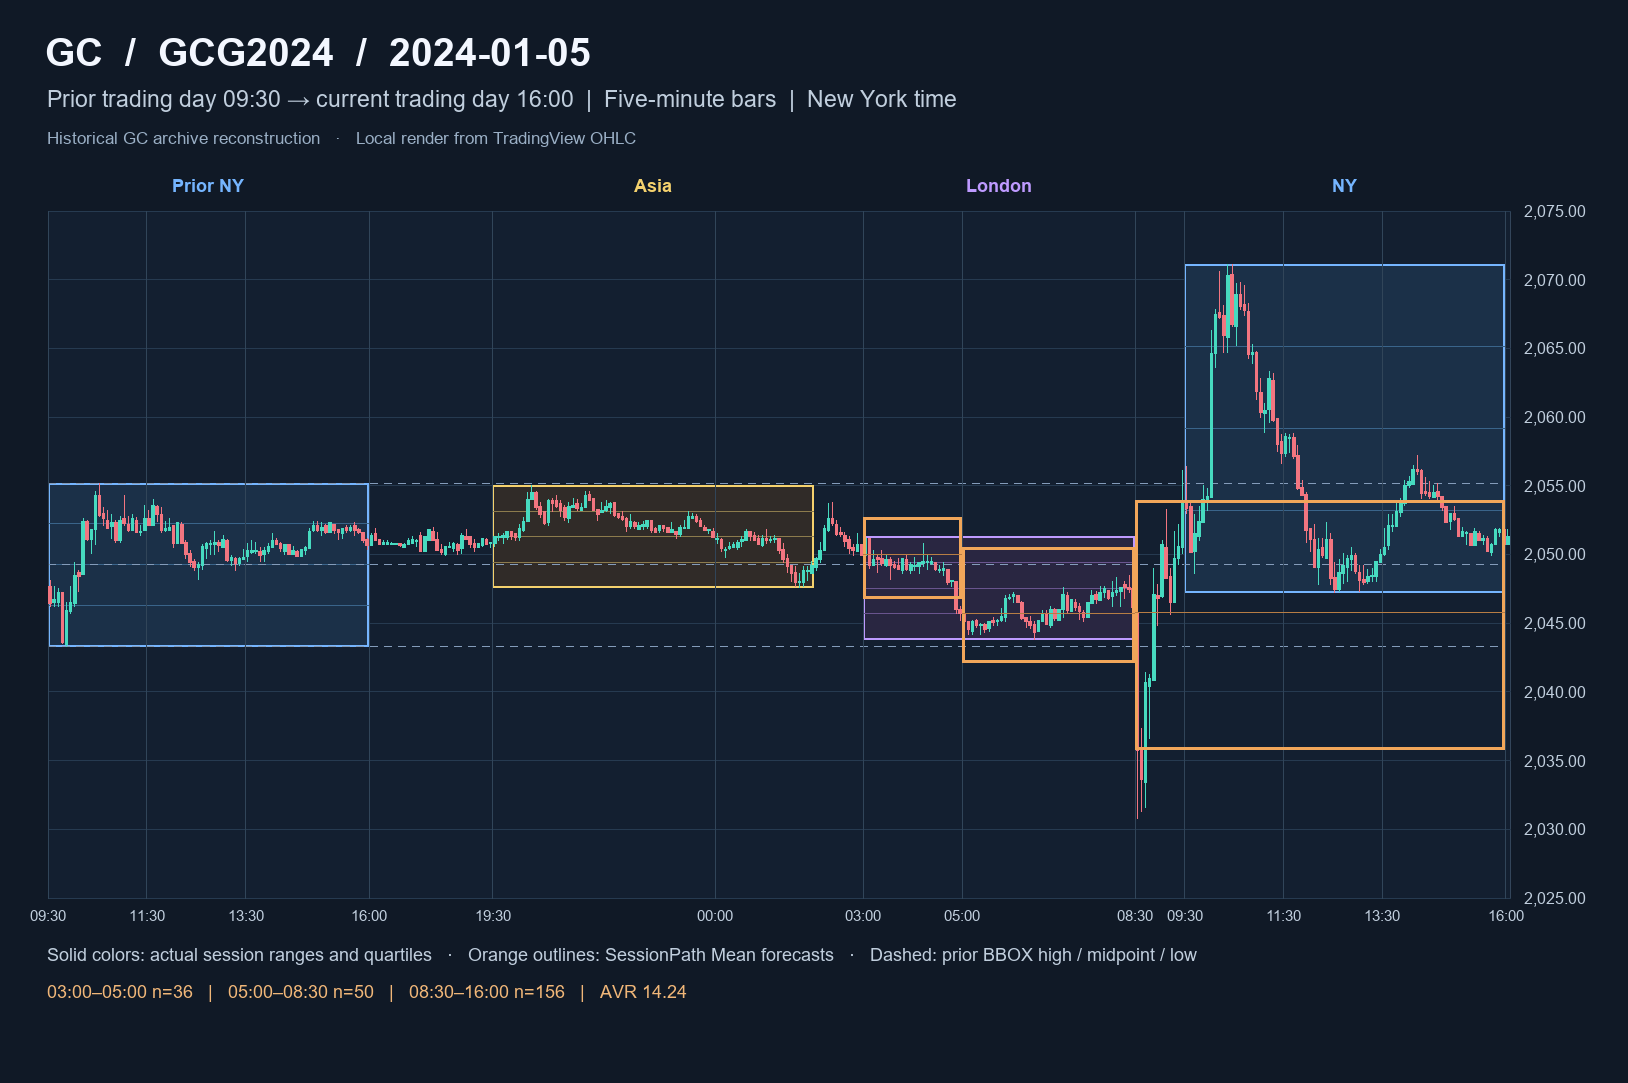 GC / GCG2024 / 2024-01-05
Prior trading day 09:30 → current trading day 16:00 | Five-minute bars | New York time
Historical GC archive reconstruction · Local render from TradingView OHLC
Prior NY Asia London NY
2,075.00
2,070.00
2,065.00
2,060.00
2,055.00
2,050.00
2,045.00
2,040.00
2,035.00
2,030.00
2,025.00
09:30 11:30 13:30 16:00 19:30 00:00 03:00 05:00 08:30 09:30 11:30 13:30 16:00
Solid colors: actual session ranges and quartiles · Orange outlines: SessionPath Mean forecasts · Dashed: prior BBOX high / midpoint / low
03:00–05:00 n=36 | 05:00–08:30 n=50 | 08:30–16:00 n=156 | AVR 14.24